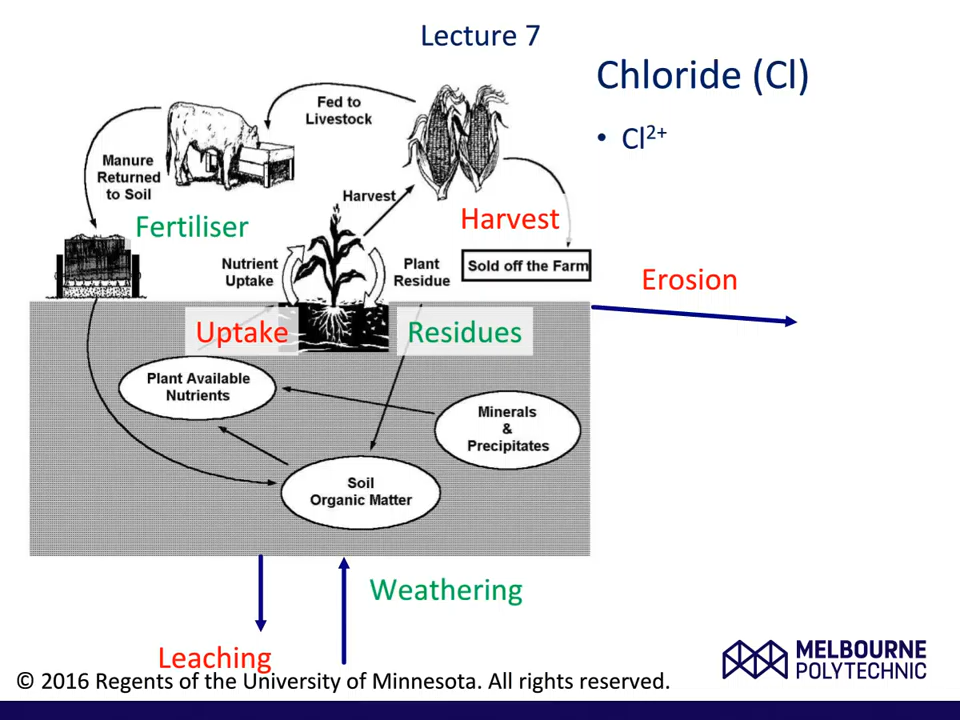 Lecture 7
Chloride (Cl)
• Cl²⁺
Fed to
Livestock
Manure
Returned
to Soil
Harvest
Fertiliser
Harvest
Nutrient
Uptake
Plant
Residue
Sold off the Farm
Erosion
Uptake
Residues
Plant Available
Nutrients
Minerals
&
Precipitates
Soil
Organic Matter
Weathering
Leaching
MELBOURNE
POLYTECHNIC
© 2016 Regents of the University of Minnesota. All rights reserved.